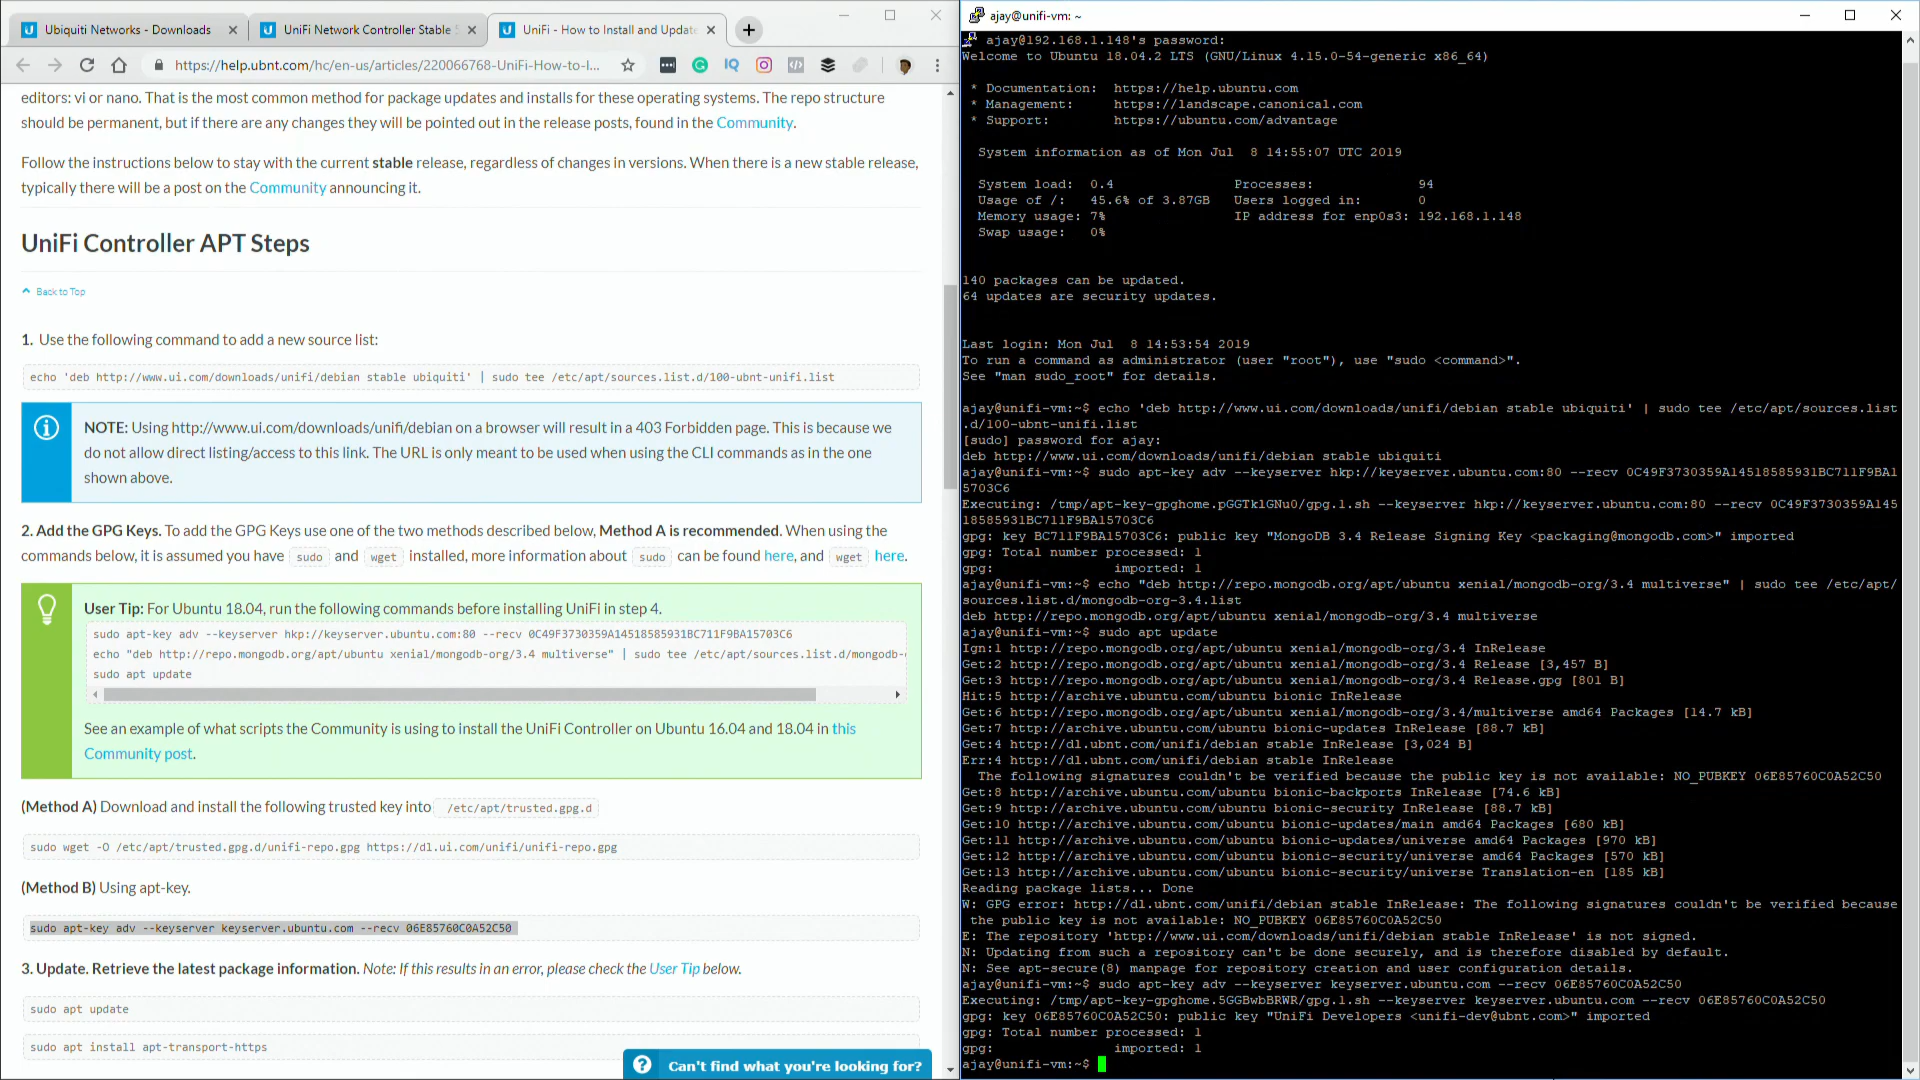 Ubiquiti Networks - Downloads
UniFi Network Controller Stable
UniFi - How to Install and Update
https://help.ubnt.com/hc/en-us/articles/220066768-UniFi-How-to-I...
editors: vi or nano. That is the most common method for package updates and installs for these operating systems. The repo structure
should be permanent, but if there are any changes they will be pointed out in the release posts, found in the Community.
Follow the instructions below to stay with the current stable release, regardless of changes in versions. When there is a new stable release,
typically there will be a post on the Community announcing it.
UniFi Controller APT Steps
Back to Top
1. Use the following command to add a new source list:
echo 'deb http://www.ui.com/downloads/unifi/debian stable ubiquiti' | sudo tee /etc/apt/sources.list.d/100-ubnt-unifi.list
NOTE: Using http://www.ui.com/downloads/unifi/debian on a browser will result in a 403 Forbidden page. This is because we
do not allow direct listing/access to this link. The URL is only meant to be used when using the CLI commands as in the one
shown above.
2. Add the GPG Keys. To add the GPG Keys use one of the two methods described below, Method A is recommended. When using the
commands below, it is assumed you have sudo and wget installed, more information about sudo can be found here, and wget here.
User Tip: For Ubuntu 18.04, run the following commands before installing UniFi in step 4.
sudo apt-key adv --keyserver hkp://keyserver.ubuntu.com:80 --recv 0C49F3730359A14518585931BC711F9BA15703C6
echo "deb http://repo.mongodb.org/apt/ubuntu xenial/mongodb-org/3.4 multiverse" | sudo tee /etc/apt/sources.list.d/mongodb-
sudo apt update
See an example of what scripts the Community is using to install the UniFi Controller on Ubuntu 16.04 and 18.04 in this
Community post.
(Method A) Download and install the following trusted key into /etc/apt/trusted.gpg.d
sudo wget -O /etc/apt/trusted.gpg.d/unifi-repo.gpg https://dl.ui.com/unifi/unifi-repo.gpg
(Method B) Using apt-key.
sudo apt-key adv --keyserver keyserver.ubuntu.com --recv 06E85760C0A52C50
3. Update. Retrieve the latest package information. Note: If this results in an error, please check the User Tip below.
sudo apt update
sudo apt install apt-transport-https
Can't find what you're looking for?
ajay@unifi-vm: ~
ajay@192.168.1.148's password:
Welcome to Ubuntu 18.04.2 LTS (GNU/Linux 4.15.0-54-generic x86_64)
* Documentation: https://help.ubuntu.com
* Management: https://landscape.canonical.com
* Support: https://ubuntu.com/advantage
System information as of Mon Jul 8 14:55:07 UTC 2019
System load: 0.4 Processes: 94
Usage of /: 45.6% of 3.87GB Users logged in: 0
Memory usage: 7% IP address for enp0s3: 192.168.1.148
Swap usage: 0%
140 packages can be updated.
64 updates are security updates.
Last login: Mon Jul 8 14:53:54 2019
To run a command as administrator (user "root"), use "sudo <command>".
See "man sudo_root" for details.
ajay@unifi-vm:~$ echo 'deb http://www.ui.com/downloads/unifi/debian stable ubiquiti' | sudo tee /etc/apt/sources.list
.d/100-ubnt-unifi.list
[sudo] password for ajay:
deb http://www.ui.com/downloads/unifi/debian stable ubiquiti
ajay@unifi-vm:~$ sudo apt-key adv --keyserver hkp://keyserver.ubuntu.com:80 --recv 0C49F3730359A14518585931BC711F9BA1
5703C6
Executing: /tmp/apt-key-gpghome.pGGTklGNu0/gpg.1.sh --keyserver hkp://keyserver.ubuntu.com:80 --recv 0C49F3730359A145
18585931BC711F9BA15703C6
gpg: key BC711F9BA15703C6: public key "MongoDB 3.4 Release Signing Key <packaging@mongodb.com>" imported
gpg: Total number processed: 1
gpg: imported: 1
ajay@unifi-vm:~$ echo "deb http://repo.mongodb.org/apt/ubuntu xenial/mongodb-org/3.4 multiverse" | sudo tee /etc/apt/
sources.list.d/mongodb-org-3.4.list
deb http://repo.mongodb.org/apt/ubuntu xenial/mongodb-org/3.4 multiverse
ajay@unifi-vm:~$ sudo apt update
Ign:1 http://repo.mongodb.org/apt/ubuntu xenial/mongodb-org/3.4 InRelease
Get:2 http://repo.mongodb.org/apt/ubuntu xenial/mongodb-org/3.4 Release [3,457 B]
Get:3 http://repo.mongodb.org/apt/ubuntu xenial/mongodb-org/3.4 Release.gpg [801 B]
Hit:5 http://archive.ubuntu.com/ubuntu bionic InRelease
Get:6 http://repo.mongodb.org/apt/ubuntu xenial/mongodb-org/3.4/multiverse amd64 Packages [14.7 kB]
Get:7 http://archive.ubuntu.com/ubuntu bionic-updates InRelease [88.7 kB]
Get:4 http://dl.ubnt.com/unifi/debian stable InRelease [3,024 B]
Err:4 http://dl.ubnt.com/unifi/debian stable InRelease
The following signatures couldn't be verified because the public key is not available: NO_PUBKEY 06E85760C0A52C50
Get:8 http://archive.ubuntu.com/ubuntu bionic-backports InRelease [74.6 kB]
Get:9 http://archive.ubuntu.com/ubuntu bionic-security InRelease [88.7 kB]
Get:10 http://archive.ubuntu.com/ubuntu bionic-updates/main amd64 Packages [680 kB]
Get:11 http://archive.ubuntu.com/ubuntu bionic-updates/universe amd64 Packages [970 kB]
Get:12 http://archive.ubuntu.com/ubuntu bionic-security/universe amd64 Packages [570 kB]
Get:13 http://archive.ubuntu.com/ubuntu bionic-security/universe Translation-en [185 kB]
Reading package lists... Done
W: GPG error: http://dl.ubnt.com/unifi/debian stable InRelease: The following signatures couldn't be verified because
the public key is not available: NO_PUBKEY 06E85760C0A52C50
E: The repository 'http://www.ui.com/downloads/unifi/debian stable InRelease' is not signed.
N: Updating from such a repository can't be done securely, and is therefore disabled by default.
N: See apt-secure(8) manpage for repository creation and user configuration details.
ajay@unifi-vm:~$ sudo apt-key adv --keyserver keyserver.ubuntu.com --recv 06E85760C0A52C50
Executing: /tmp/apt-key-gpghome.5GGBwbBRWR/gpg.1.sh --keyserver keyserver.ubuntu.com --recv 06E85760C0A52C50
gpg: key 06E85760C0A52C50: public key "UniFi Developers <unifi-dev@ubnt.com>" imported
gpg: Total number processed: 1
gpg: imported: 1
ajay@unifi-vm:~$